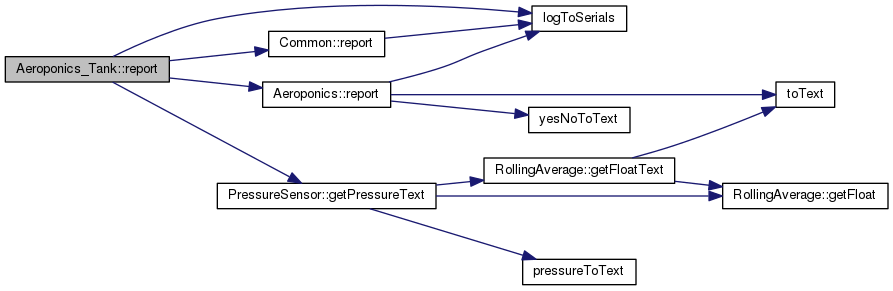 logToSerials
Common::report
Aeroponics_Tank::report
Aeroponics::report
toText
yesNoToText
RollingAverage::getFloatText
PressureSensor::getPressureText
RollingAverage::getFloat
pressureToText